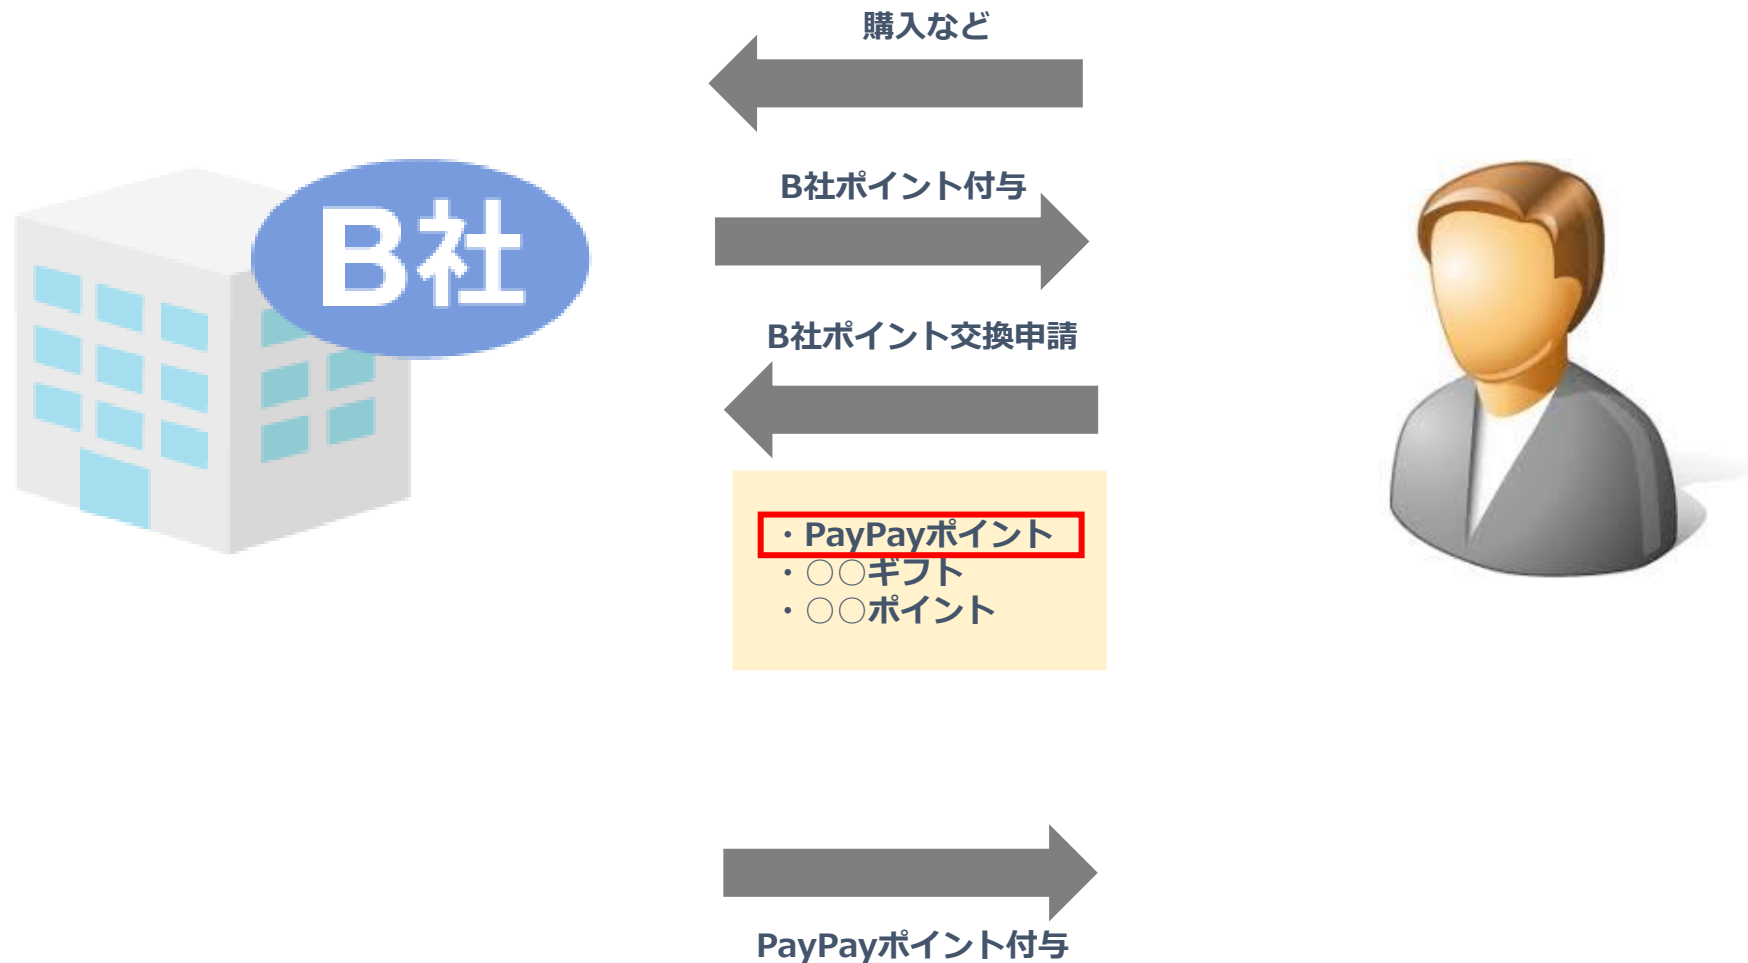 購入など
B社ポイント付与
B社
B社ポイント交換申請
・PayPayポイント
・○○ギフト
・○○ポイント
PayPayポイント付与